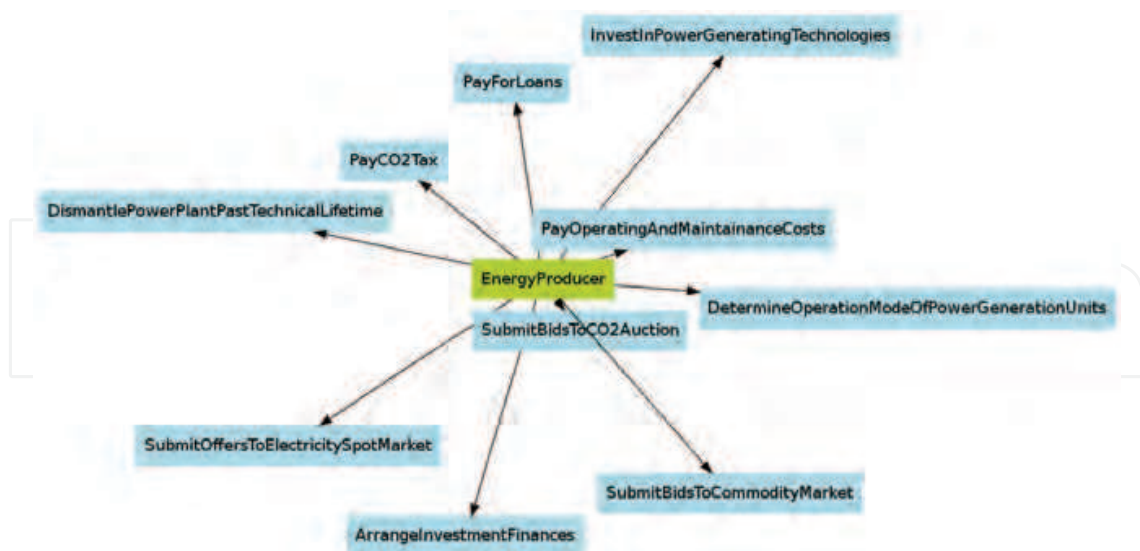 InvestInPowerGeneratingTechnologies
PayForLoans
PayCO2Tax
DismantlePowerPlantPastTechnicalLifetime
PayOperatingAndMaintainanceCosts
EnergyProducer
DetermineOperationModeOfPowerGenerationUnits
SubmitBidsToCO2Auction
SubmitOffersToElectricitySpotMarket
SubmitBidsToCommodityMarket
ArrangeInvestmentFinances